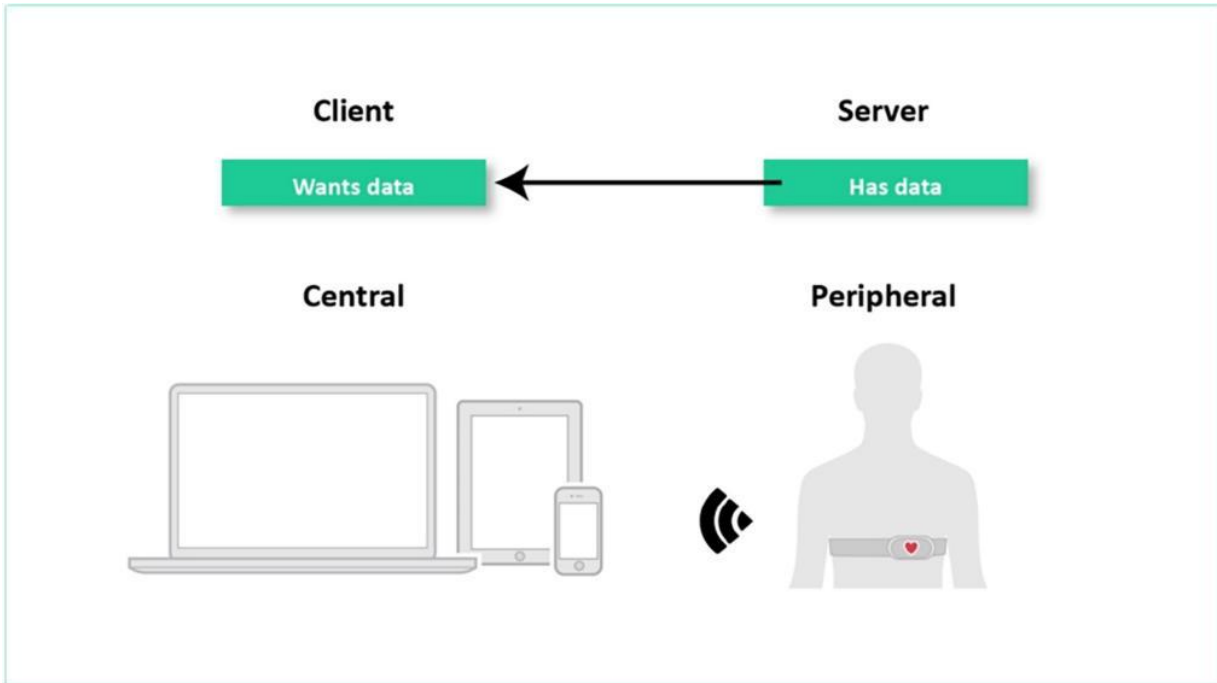 Client
Server
Wants data
Has data
Central
Peripheral